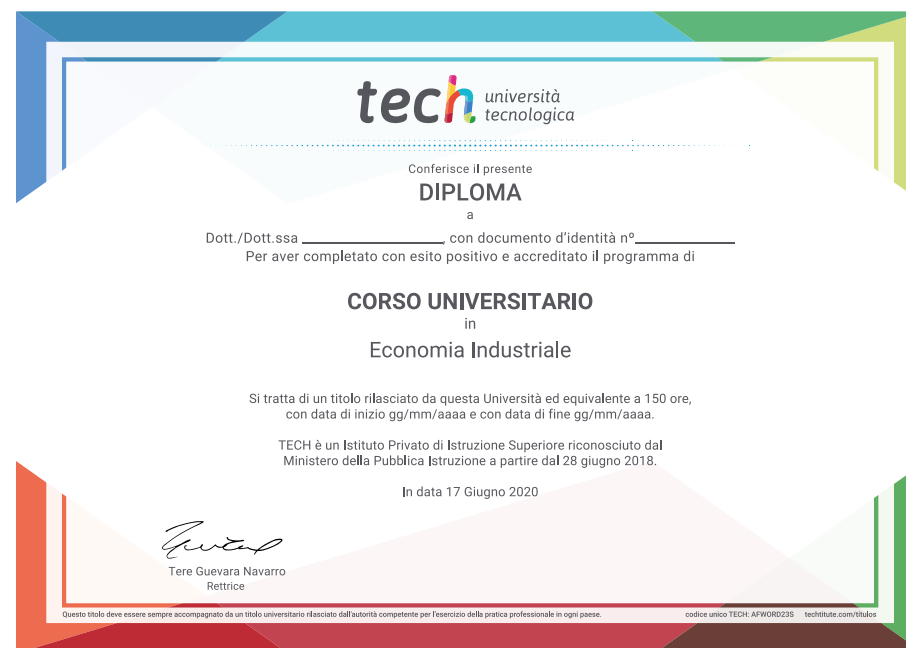 tech università
tecnologica
Conferisce il presente
DIPLOMA
a
Dott./Dott.ssa ____________________, con documento d'identità nº______________
Per aver completato con esito positivo e accreditato il programma di
CORSO UNIVERSITARIO
in
Economia Industriale
Si tratta di un titolo rilasciato da questa Università ed equivalente a 150 ore,
con data di inizio gg/mm/aaaa e con data di fine gg/mm/aaaa.
TECH è un Istituto Privato di Istruzione Superiore riconosciuto dal
Ministero della Pubblica Istruzione a partire dal 28 giugno 2018.
In data 17 Giugno 2020
Tere Guevara Navarro
Rettrice
Questo titolo deve essere sempre accompagnato da un titolo universitario rilasciato dall'autorità competente per l'esercizio della pratica professionale in ogni paese. codice unico TECH: AFWORD23S techtitute.com/titulos